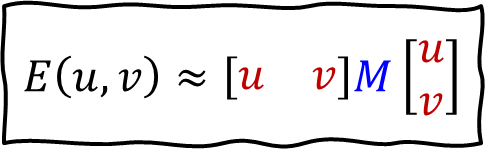 E(u, v) ≈ [u v]M [u
v]